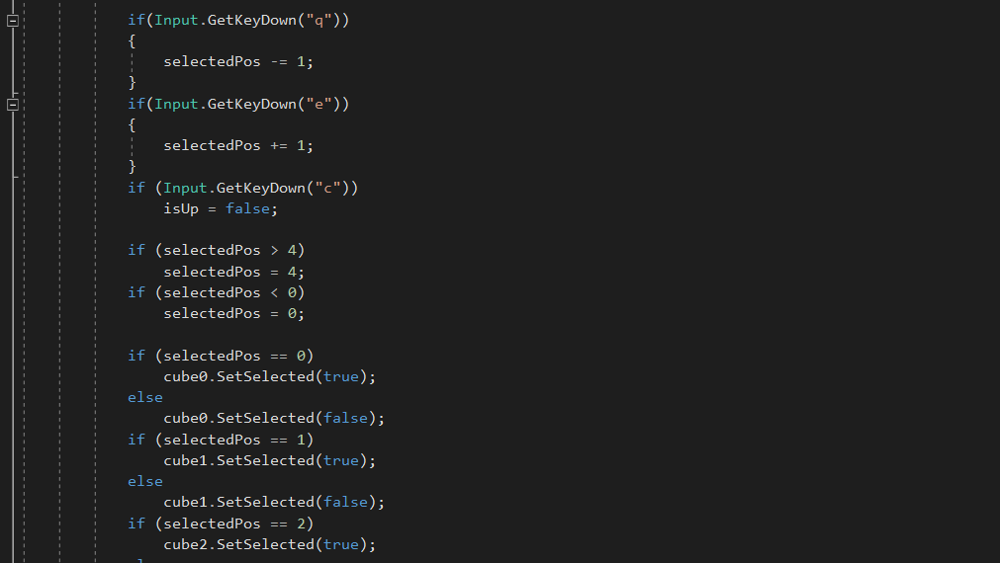 if(Input.GetKeyDown("q"))
{
selectedPos -= 1;
}
if(Input.GetKeyDown("e"))
{
selectedPos += 1;
}
if (Input.GetKeyDown("c"))
isUp = false;
if (selectedPos > 4)
selectedPos = 4;
if (selectedPos < 0)
selectedPos = 0;
if (selectedPos == 0)
cube0.SetSelected(true);
else
cube0.SetSelected(false);
if (selectedPos == 1)
cube1.SetSelected(true);
else
cube1.SetSelected(false);
if (selectedPos == 2)
cube2.SetSelected(true);